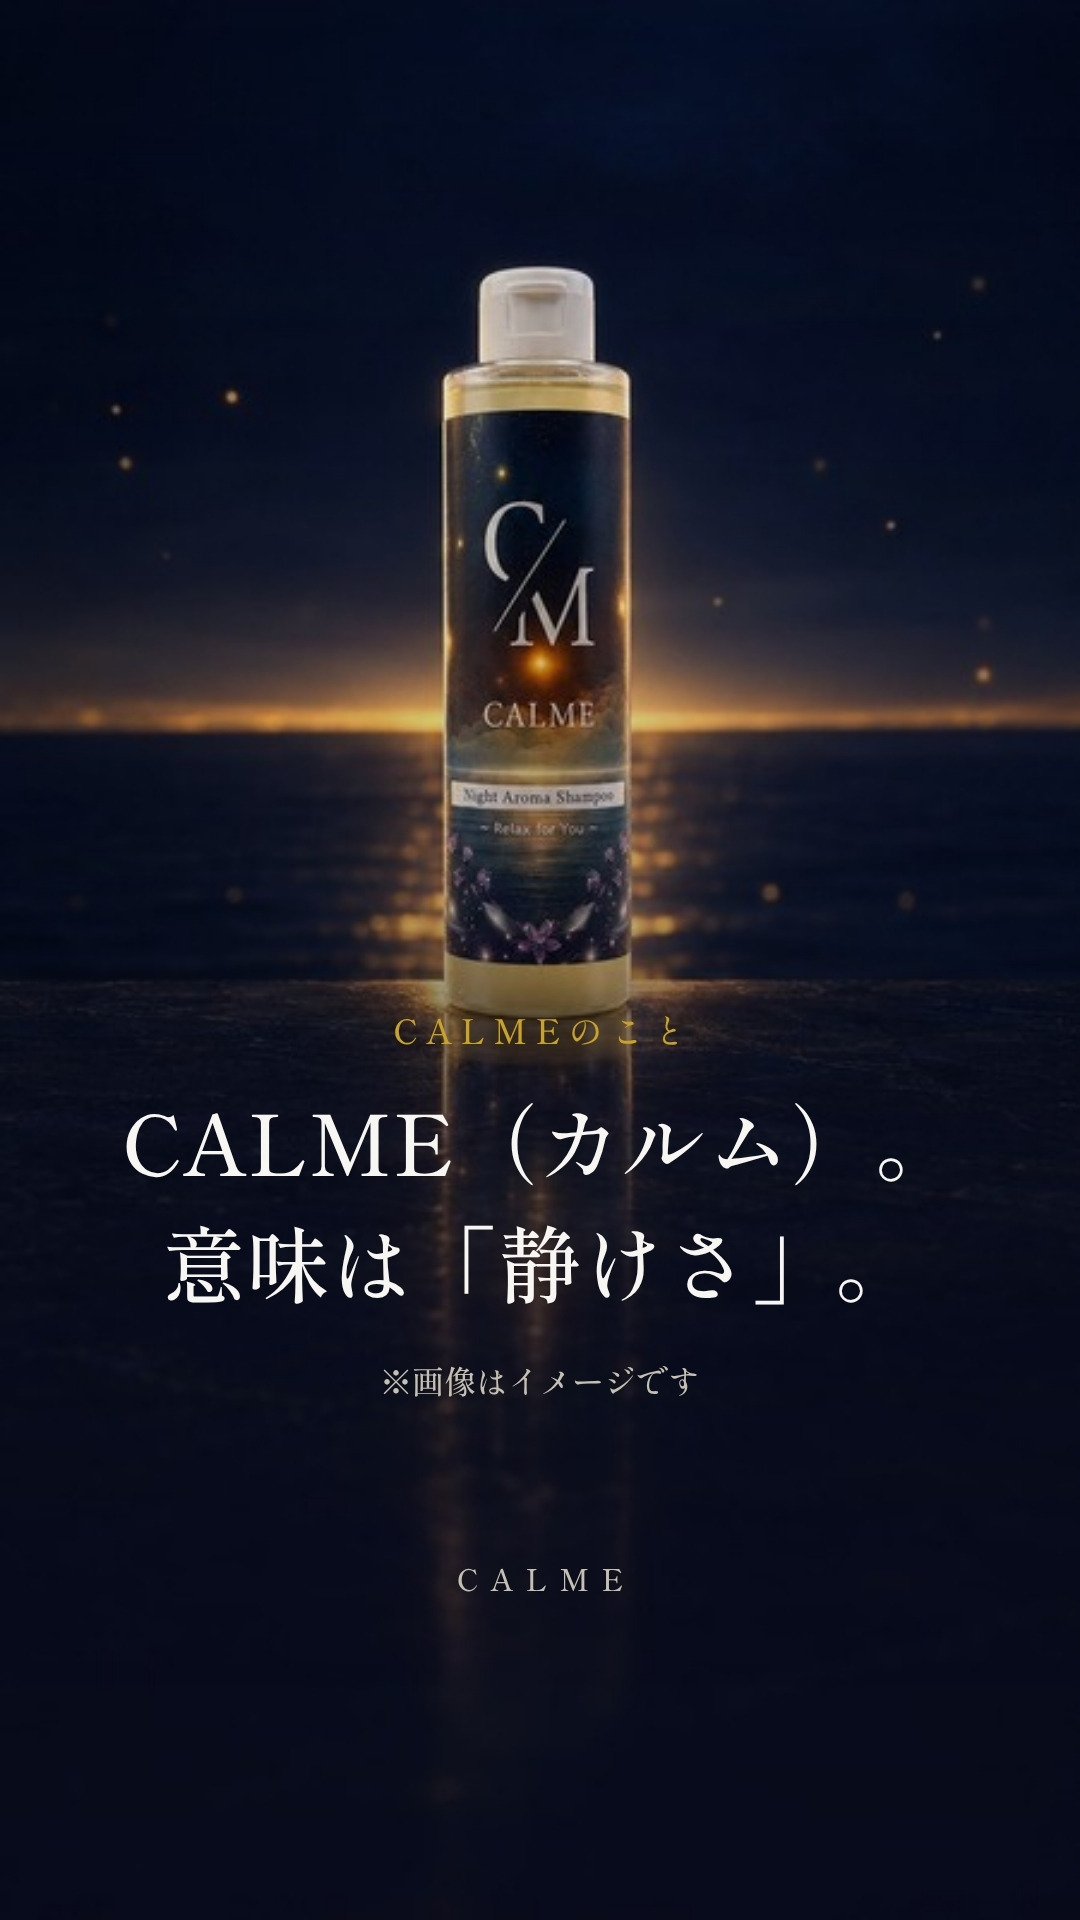 C/M
CALME
Night Aroma Shampoo
~ Relax for You ~
CALMEのこと
CALME（カルム）。
意味は「静けさ」。
※画像はイメージです
CALME